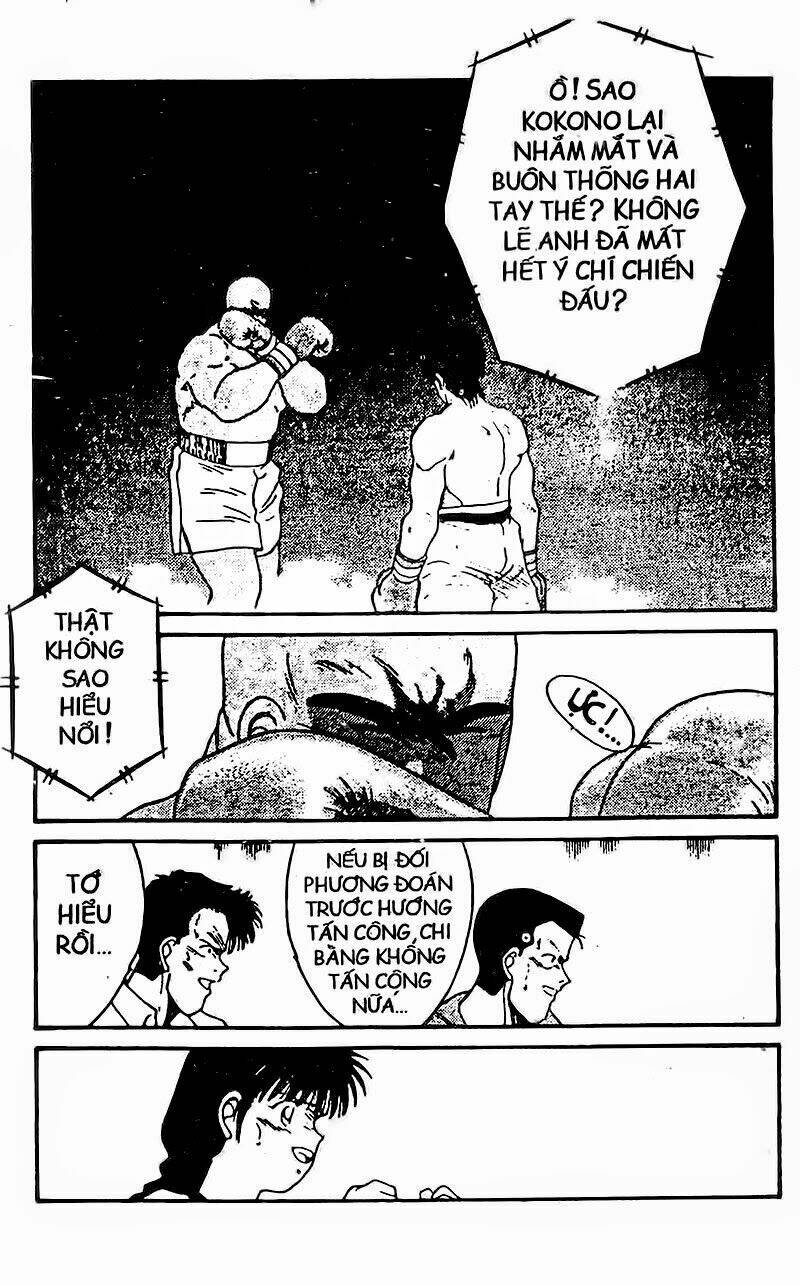 Ồ! SAO
KOKONO LẠI
NHẮM MẮT VÀ
BUÔN THÕNG HAI
TAY THẾ? KHÔNG
LẼ ANH ĐÃ MẤT
HẾT Ý CHÍ CHIẾN
ĐẤU?
THẬT
KHÔNG
SAO
HIỂU
NỔI!
ỰC!....
TỚ
HIỂU
RỒI...
NẾU BỊ ĐỐI
PHƯƠNG ĐOÁN
TRƯỚC HƯỚNG
TẤN CÔNG, CHI
BẰNG KHÔNG
TẤN CÔNG
NỮA...